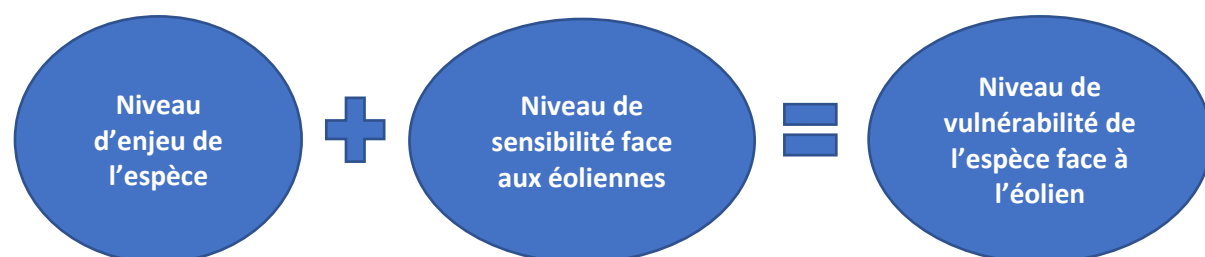 Niveau
d’enjeu de
l’espèce
Niveau de
sensibilité face
aux éoliennes
Niveau de
vulnérabilité de
l’espèce face à
l’éolien